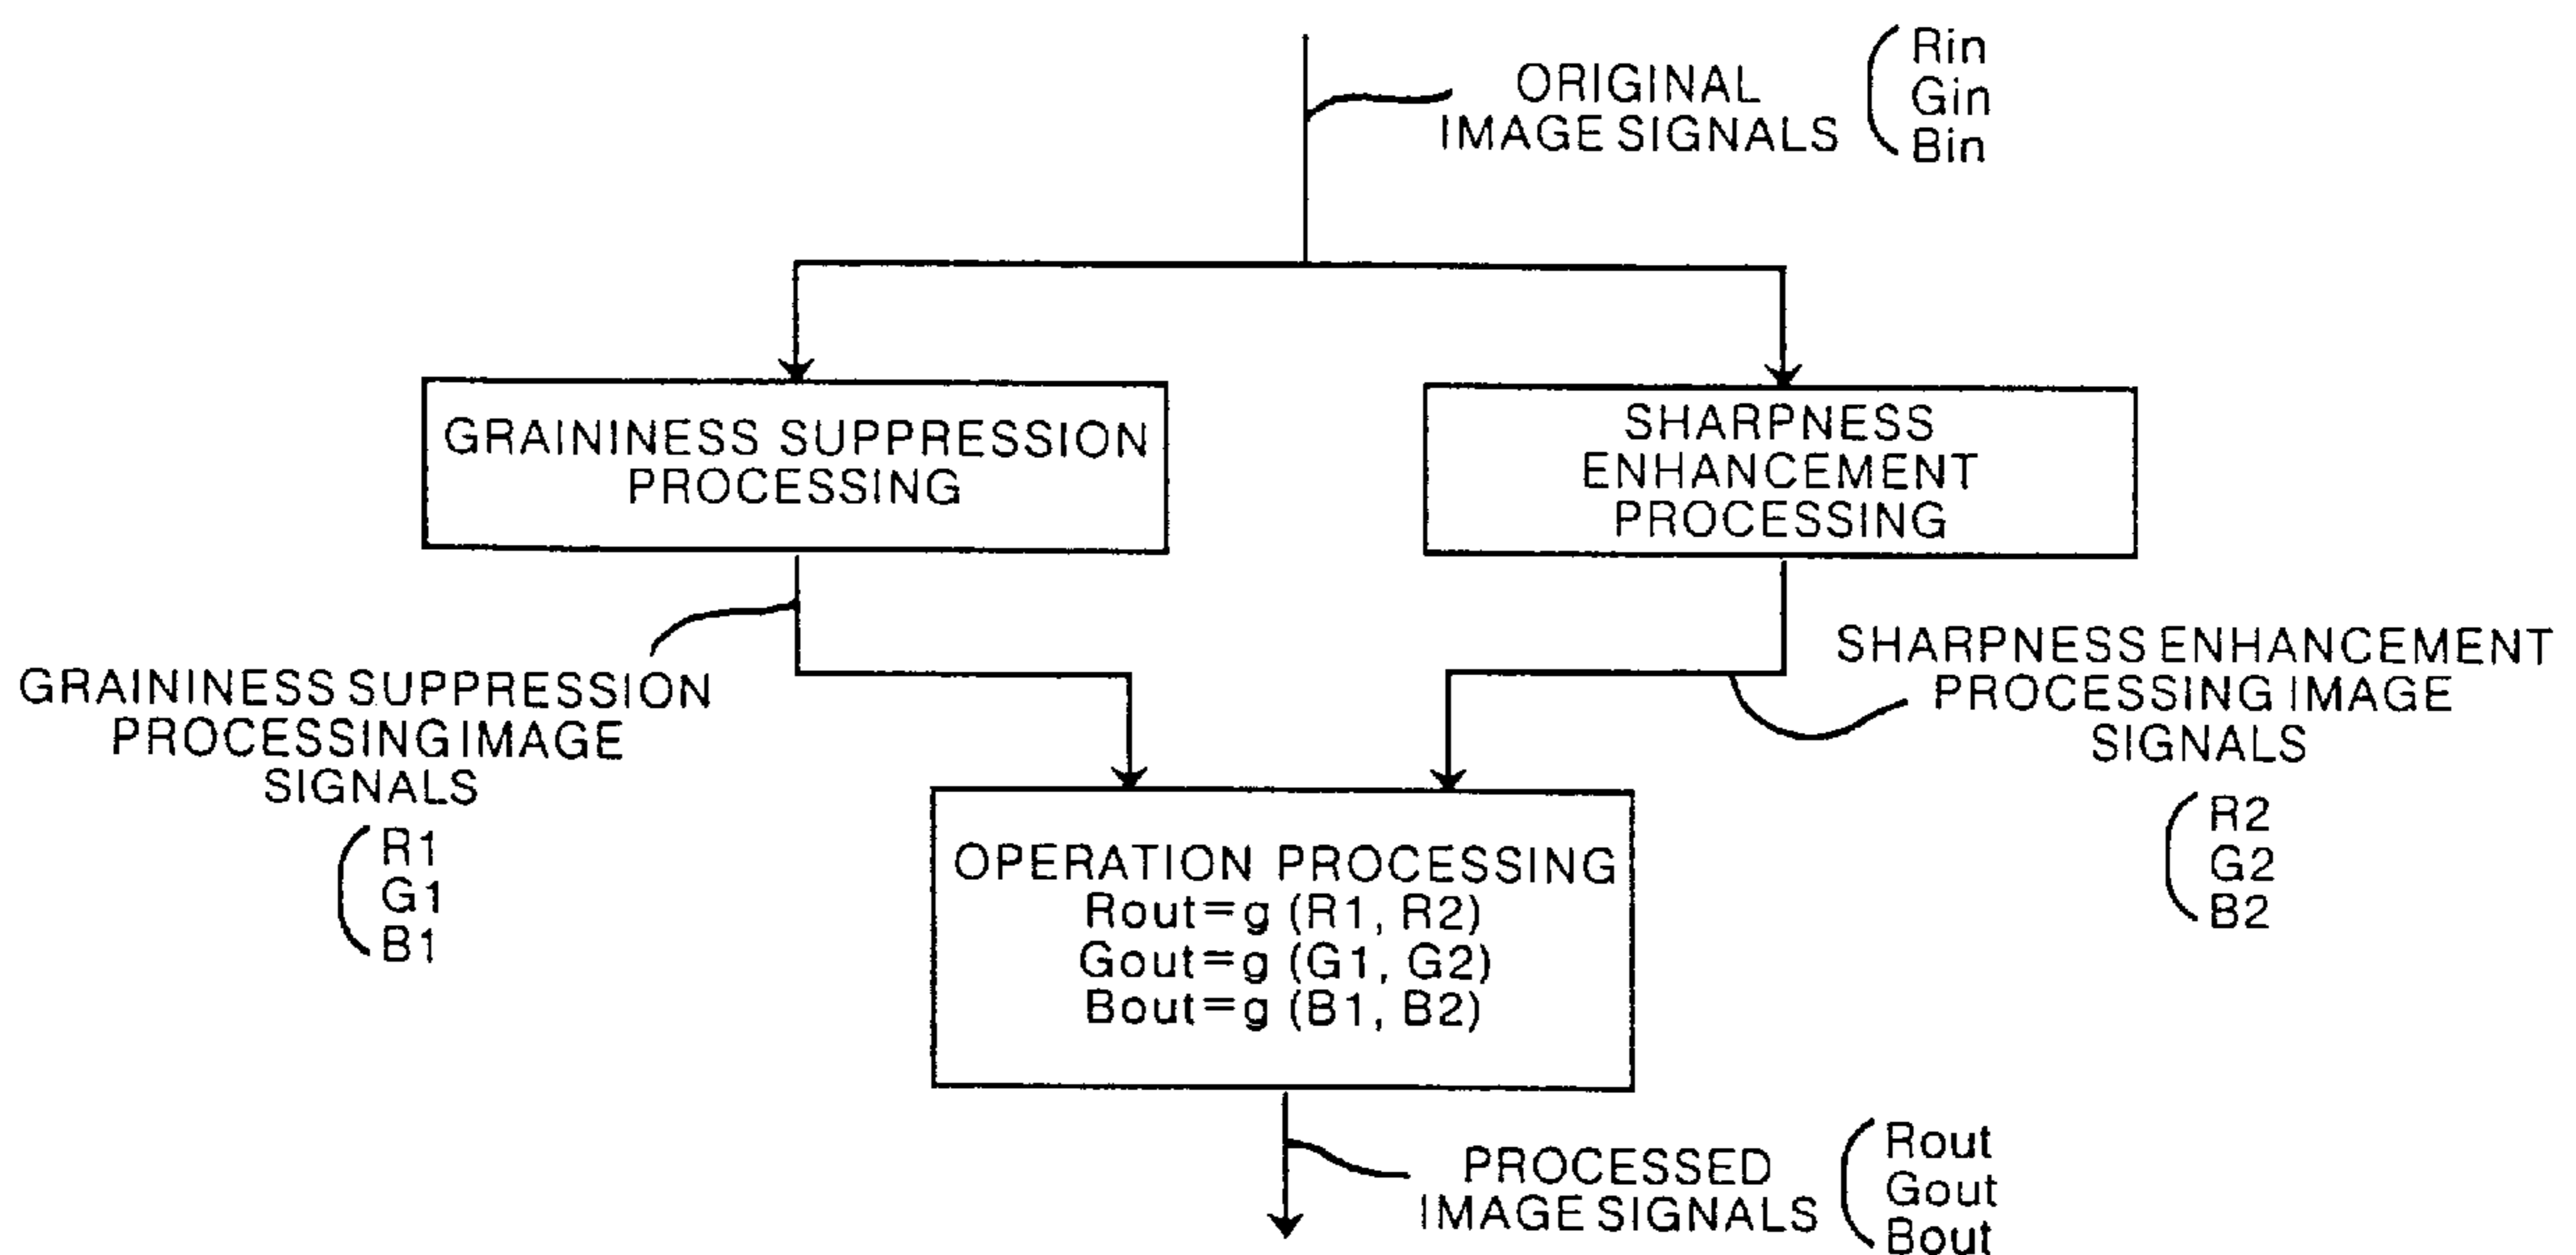 ORIGINAL
IMAGE SIGNALS
Rin
Gin
Bin
GRAININESS SUPPRESSION
PROCESSING
SHARPNESS
ENHANCEMENT
PROCESSING
GRAININESS SUPPRESSION
PROCESSING IMAGE
SIGNALS
R1
G1
B1
SHARPNESS ENHANCEMENT
PROCESSING IMAGE
SIGNALS
R2
G2
B2
OPERATION PROCESSING
Rout=g (R1, R2)
Gout=g (G1, G2)
Bout=g (B1, B2)
PROCESSED
IMAGE SIGNALS
Rout
Gout
Bout